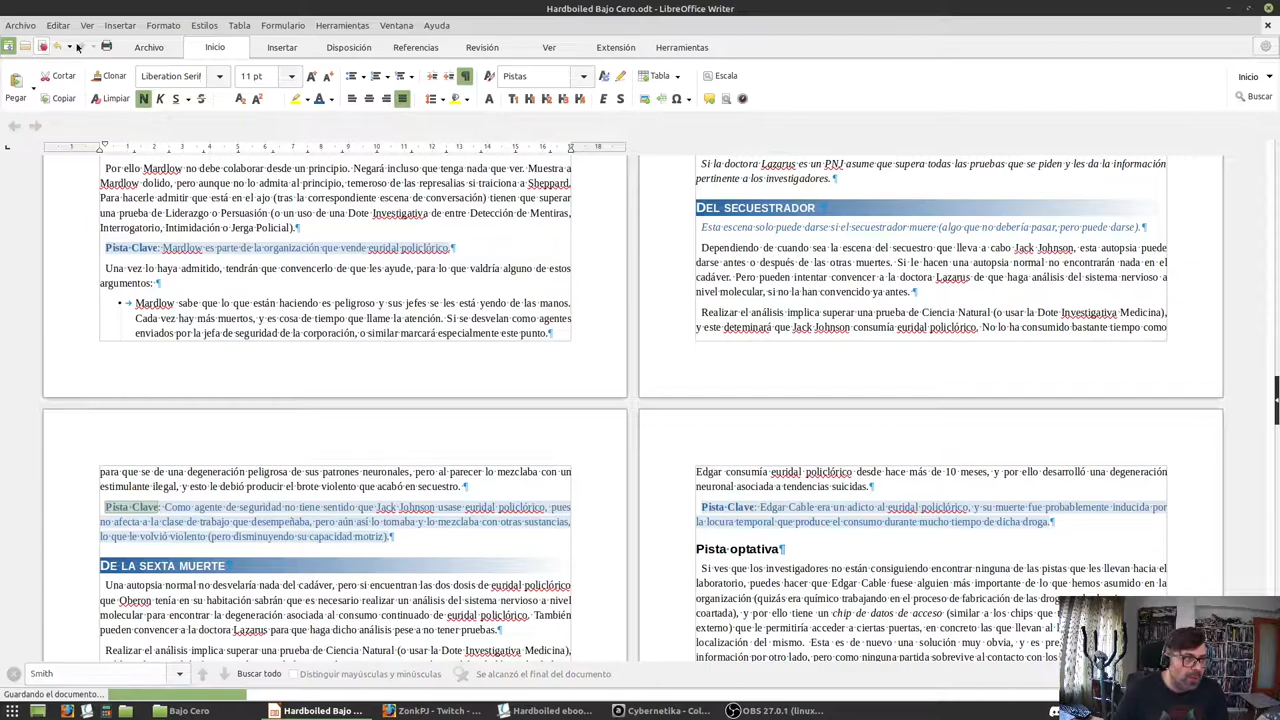 Hardboiled Bajo Cero.odt - LibreOffice Writer
Archivo Editar Ver Insertar Formato Estilos Tabla Formulario Herramientas Ventana Ayuda
Archivo Inicio Insertar Disposición Referencias Revisión Ver Extensión Herramientas
Pegar Cortar Clonar Liberation Serif 11 pt Pistas Tabla Escala Inicio
Copiar Limpiar Buscar
Por ello Mardlow no debe colaborar desde un principio. Negará incluso que tenga nada que ver. Muestra a
Mardlow dolido, pero aunque no lo admita al principio, temeroso de las represalias si traiciona a Sheppard.
Para hacerle admitir que está en el ajo (tras la correspondiente escena de conversación) tienen que superar
una prueba de Liderazgo o Persuasión (o un uso de una Dote Investigativa de entre Detección de Mentiras,
Interrogatorio, Intimidación o Jerga Policial).¶
Pista Clave: Mardlow es parte de la organización que vende euridal policlórico.¶
Una vez lo haya admitido, tendrán que convencerlo de que les ayude, para lo que valdría alguno de estos
argumentos: ¶
• Mardlow sabe que lo que están haciendo es peligroso y sus jefes se les está yendo de las manos.
Cada vez hay más muertos, y es cosa de tiempo que llame la atención. Si se desvelan como agentes
enviados por la jefa de seguridad de la corporación, o similar marcará especialmente este punto.¶
Si la doctora Lazarus es un PNJ asume que supera todas las pruebas que se piden y les da la información
pertinente a los investigadores. ¶
DEL SECUESTRADOR ¶
Esta escena solo puede darse si el secuestrador muere (algo que no debería pasar, pero puede darse).¶
Dependiendo de cuando sea la escena del secuestro que lleva a cabo Jack Johnson, esta autopsia puede
darse antes o después de las otras muertes. Si le hacen una autopsia normal no encontrarán nada en el
cadáver. Pero pueden intentar convencer a la doctora Lazarus de que haga análisis del sistema nervioso a
nivel molecular, si no la han convencido ya antes. ¶
Realizar el análisis implica superar una prueba de Ciencia Natural (o usar la Dote Investigativa Medicina),
y este deteminará que Jack Johnson consumía euridal policlórico. No lo ha consumido bastante tiempo como
para que se de una degeneración peligrosa de sus patrones neuronales, pero al parecer lo mezclaba con un
estimulante ilegal, y esto le debió producir el brote violento que acabó en secuestro. ¶
Pista Clave: Como agente de seguridad no tiene sentido que Jack Johnson usase euridal policlórico, pues
no afecta a la clase de trabajo que desempeñaba, pero aún así lo tomaba y lo mezclaba con otras sustancias,
lo que le volvió violento (pero disminuyendo su capacidad motriz).¶
DE LA SEXTA MUERTE ¶
Una autopsia normal no desvelaría nada del cadáver, pero si encuentran las dos dosis de euridal policlórico
que Oberon tenía en su habitación sabrán que es necesario realizar un análisis del sistema nervioso a nivel
molecular para encontrar la degeneración asociada al consumo continuado de euridal policlórico. También
pueden convencer a la doctora Lazarus para que haga dicho análisis pese a no tener pruebas.¶
Realizar el análisis implica superar una prueba de Ciencia Natural (o usar la Dote Investigativa Medicina),
Edgar consumía euridal policlórico desde hace más de 10 meses, y por ello desarrolló una degeneración
neuronal asociada a tendencias suicidas.¶
Pista Clave: Edgar Cable era un adicto al euridal policlórico, y su muerte fue probablemente inducida por
la locura temporal que produce el consumo durante mucho tiempo de dicha droga.¶
Pista optativa¶
Si ves que los investigadores no están consiguiendo encontrar ninguna de las pistas que les llevan hacia el
laboratorio, puedes hacer que Edgar Cable fuese alguien más importante de lo que hemos asumido en la
organización (quizás era químico trabajando en el proceso de fabricación de las drog
coartada), y por ello tiene un chip de datos de acceso (similar a los chips que
externo) que le permitiría acceder a ciertas puertas, en concreto las que llevan al l
localización del mismo. Esta es de nuevo una solución muy obvia, y es pre
información por otro lado, pero como ninguna partida sobrevive al contacto con los
Smith Buscar todo Distinguir mayúsculas y minúsculas Se alcanzó el final del documento
Guardando el documento...
Bajo Cero Hardboiled Bajo ... ZonkPJ - Twitch - ... Hardboiled eboo... Cybernetika - Col... OBS 27.0.1 (linux...